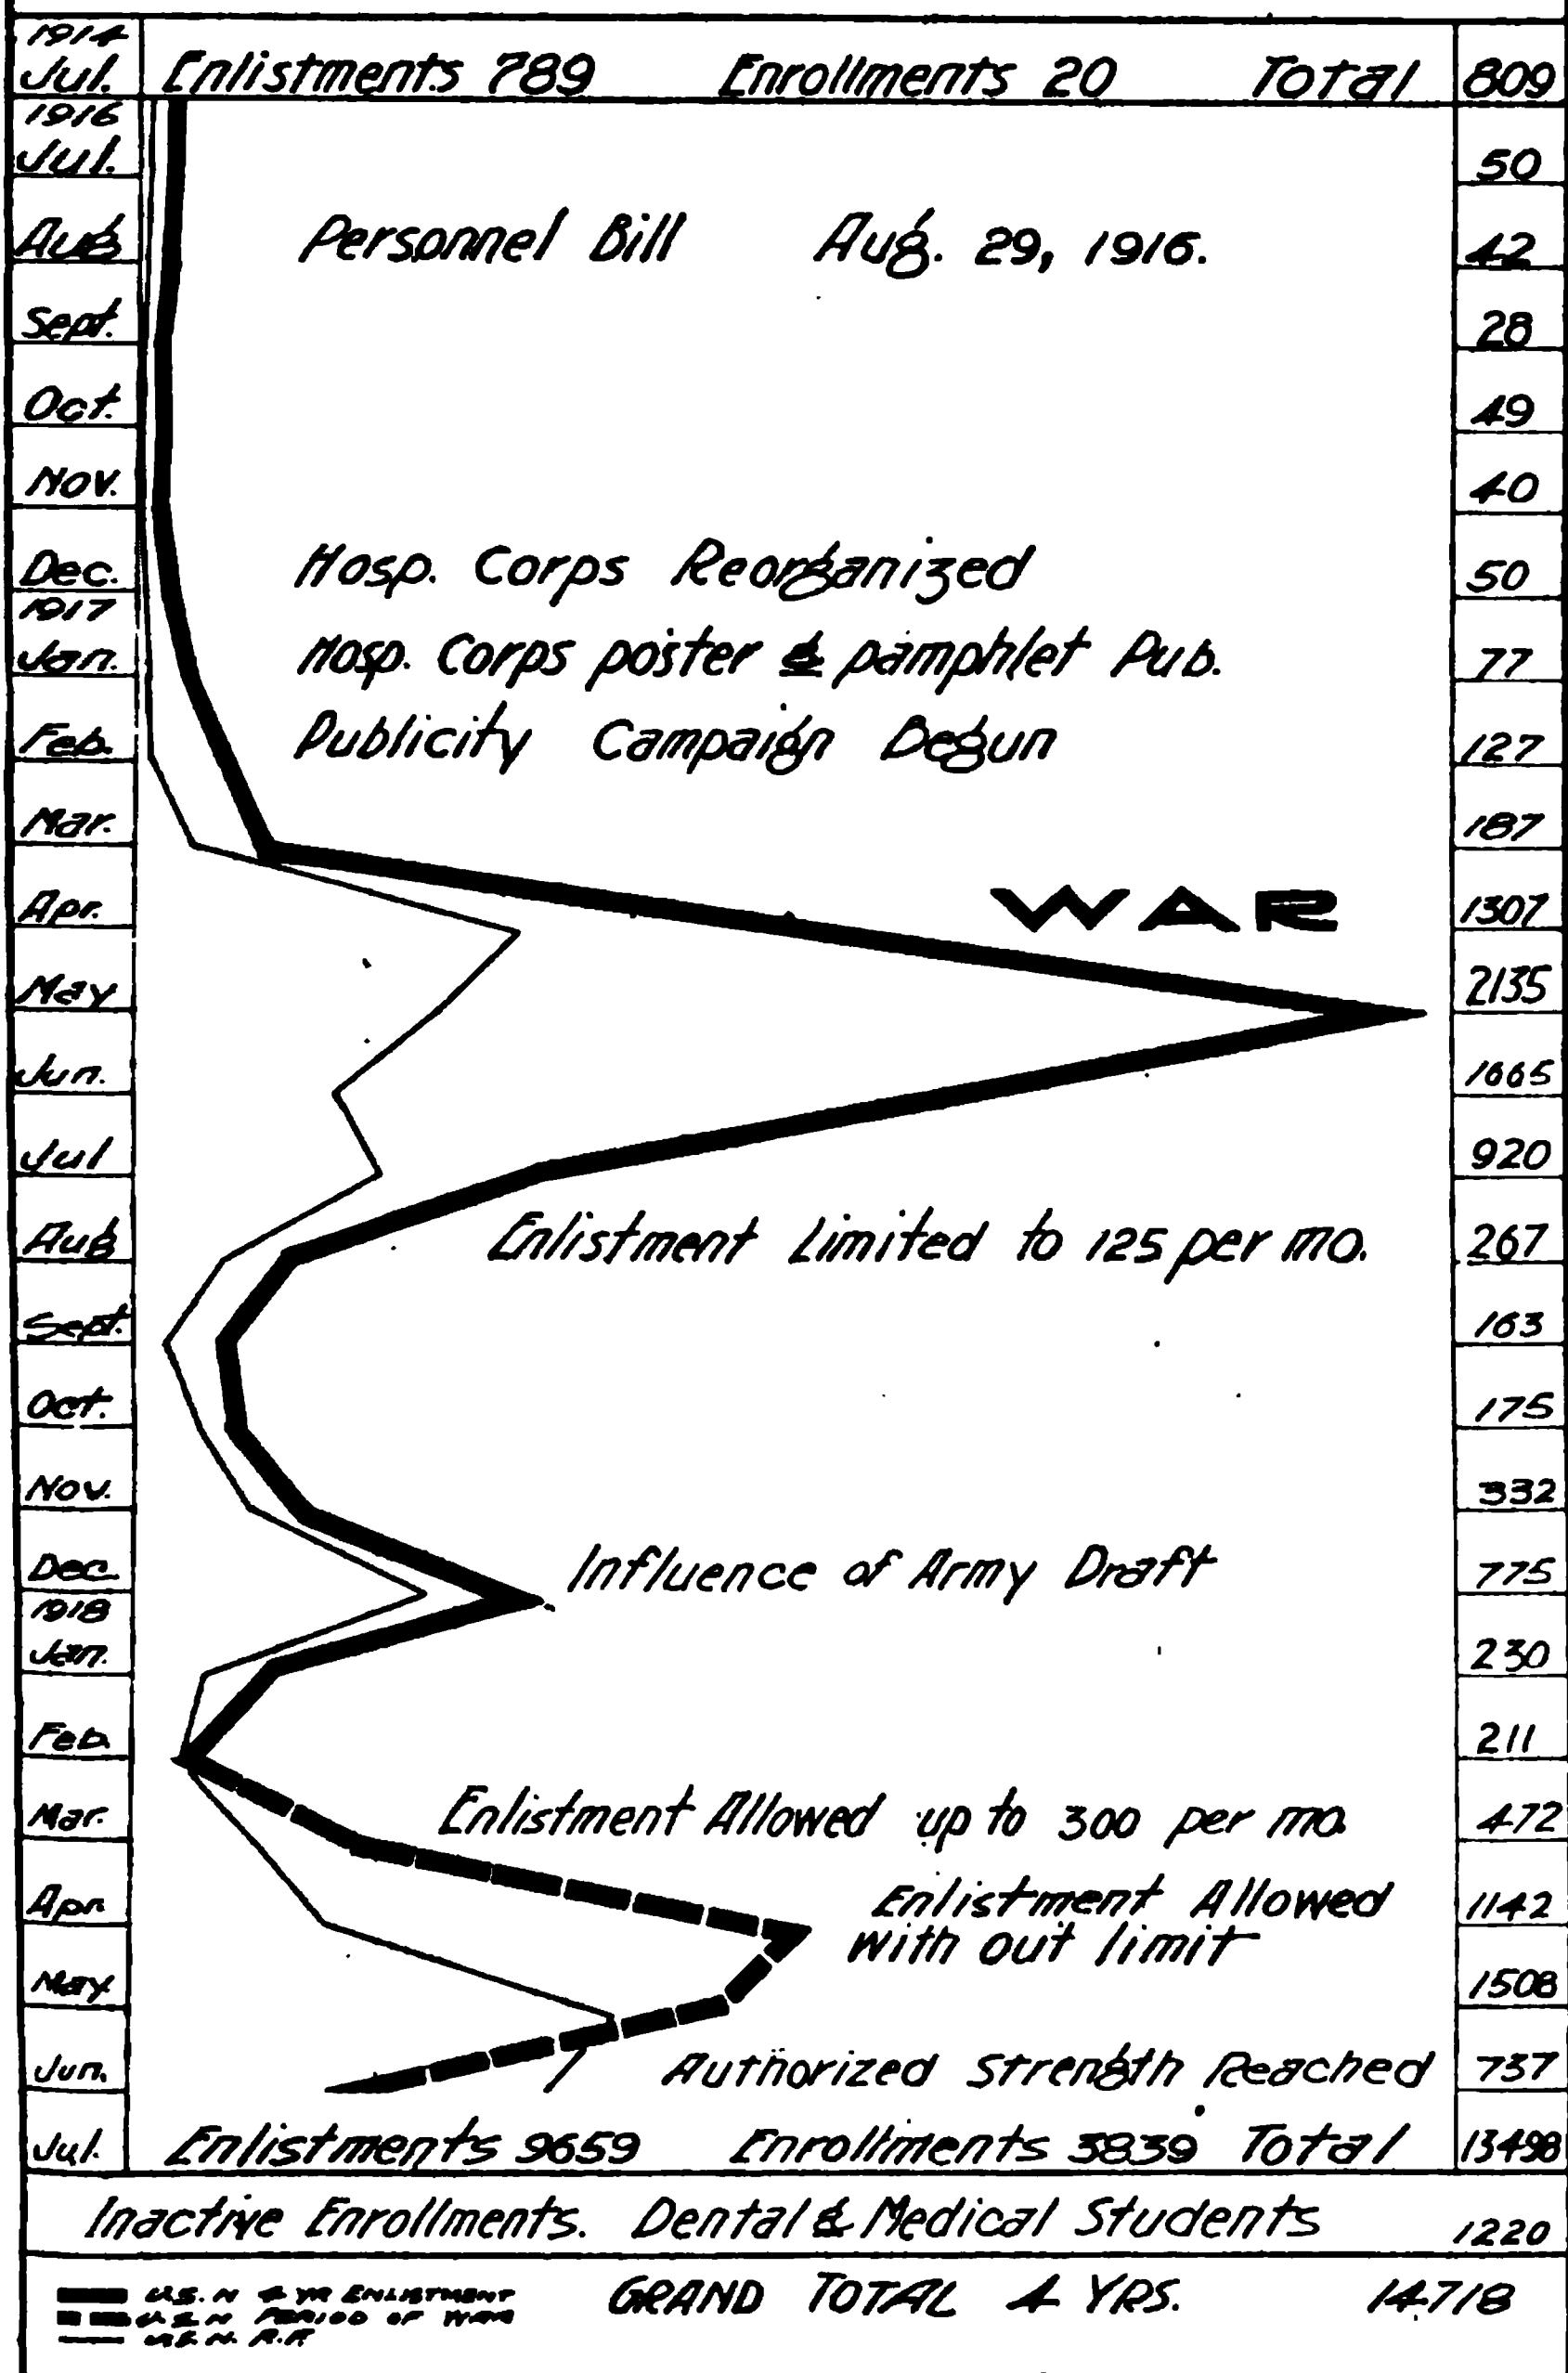 1914
Jul. Enlistments 789 Enrollments 20 Total 809
1916
Jul. 50
Aug Personnel Bill Aug. 29, 1916. 42
Sept. 28
Oct. 49
Nov. 40
Dec. Hosp. Corps Reorganized 50
1917
Jan. Hosp. Corps poster & pamphlet Pub. 77
Feb. Publicity Campaign Begun 127
Mar. 187
Apr. WAR 1307
May 2135
Jun. 1665
Jul 920
Aug Enlistment Limited to 125 per mo. 267
Sept. 163
Oct. 175
Nov. 332
Dec. Influence of Army Draft 775
1918
Jan. 230
Feb. 211
Mar. Enlistment Allowed up to 300 per mo. 472
Apr. Enlistment Allowed 1142
with out limit
May 1508
Jun. Authorized Strength Reached 737
Jul. Enlistments 9659 Enrollments 3839 Total 13498
Inactive Enrollments. Dental & Medical Students 1220
U.S.N 4 YR ENLISTMENT GRAND TOTAL 4 YRS. 14718
U.S.N PERIOD OF WAR
U.S.N.R.F